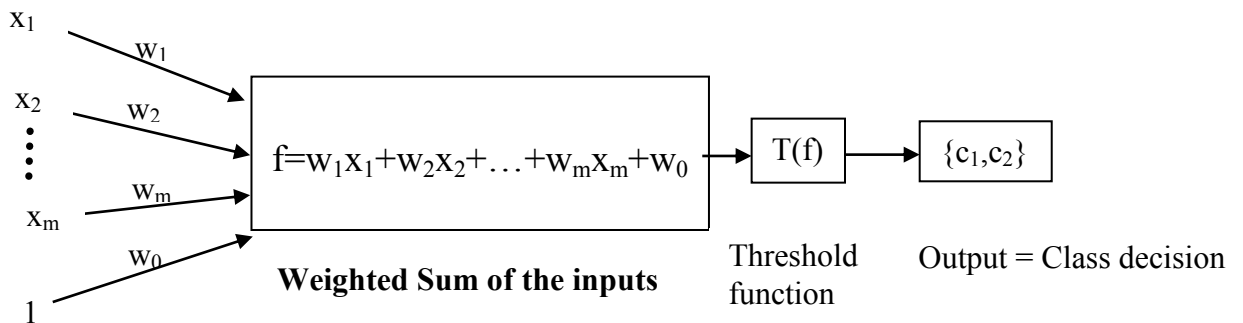 x₁
w₁
x₂
w₂
f=w₁x₁+w₂x₂+…+wₘxₘ+w₀
T(f)
{c₁,c₂}
wₘ
xₘ
w₀
1
Weighted Sum of the inputs
Threshold
function
Output = Class decision